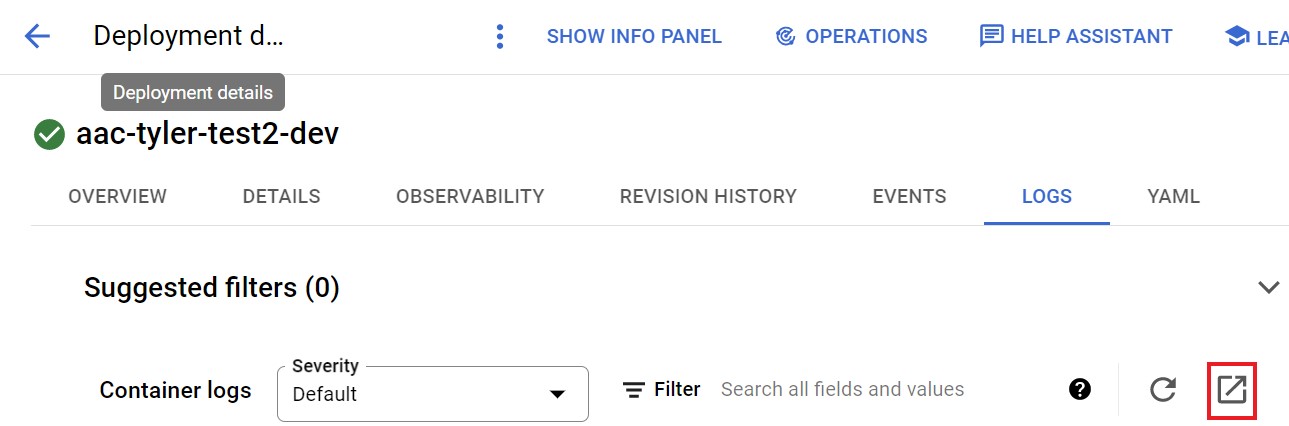 Deployment d... SHOW INFO PANEL OPERATIONS HELP ASSISTANT LEA
Deployment details
aac-tyler-test2-dev
OVERVIEW DETAILS OBSERVABILITY REVISION HISTORY EVENTS LOGS YAML
Suggested filters (0)
Severity
Container logs Default Filter Search all fields and values ?